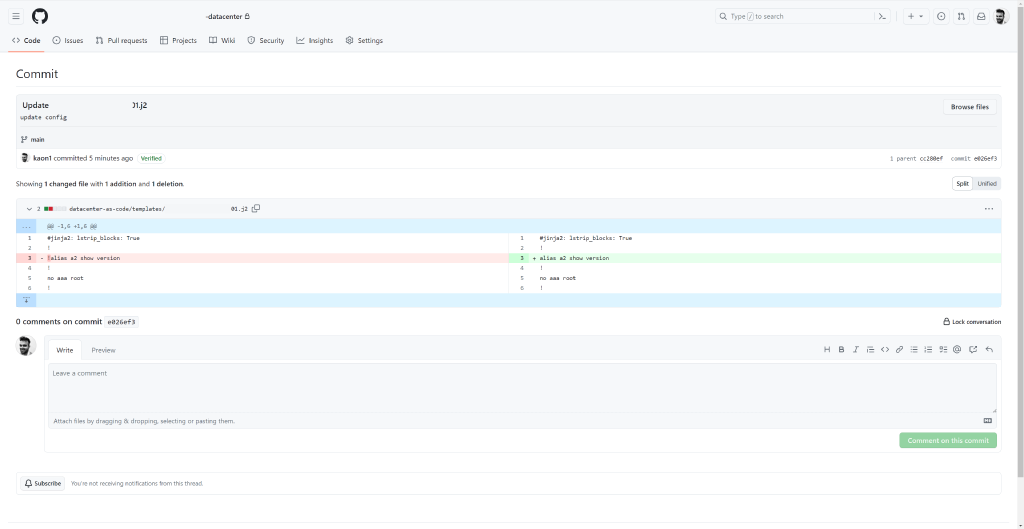 -datacenter
Type / to search
Code Issues Pull requests Projects Wiki Security Insights Settings
Commit
Update 01.j2
Browse files
update config
main
kaon1 committed 5 minutes ago Verified
1 parent cc280ef commit e026ef3
Showing 1 changed file with 1 addition and 1 deletion.
Split Unified
2 datacenter-as-code/templates/ 01.j2
@@ -1,6 +1,6 @@
1 #jinja2: lstrip_blocks: True 1 #jinja2: lstrip_blocks: True
2 ! 2 !
3 - !alias a2 show version 3 + alias a2 show version
4 ! 4 !
5 no aaa root 5 no aaa root
6 ! 6 !
0 comments on commit e026ef3
Lock conversation
Write Preview
Leave a comment
Attach files by dragging & dropping, selecting or pasting them.
Comment on this commit
Subscribe You're not receiving notifications from this thread.